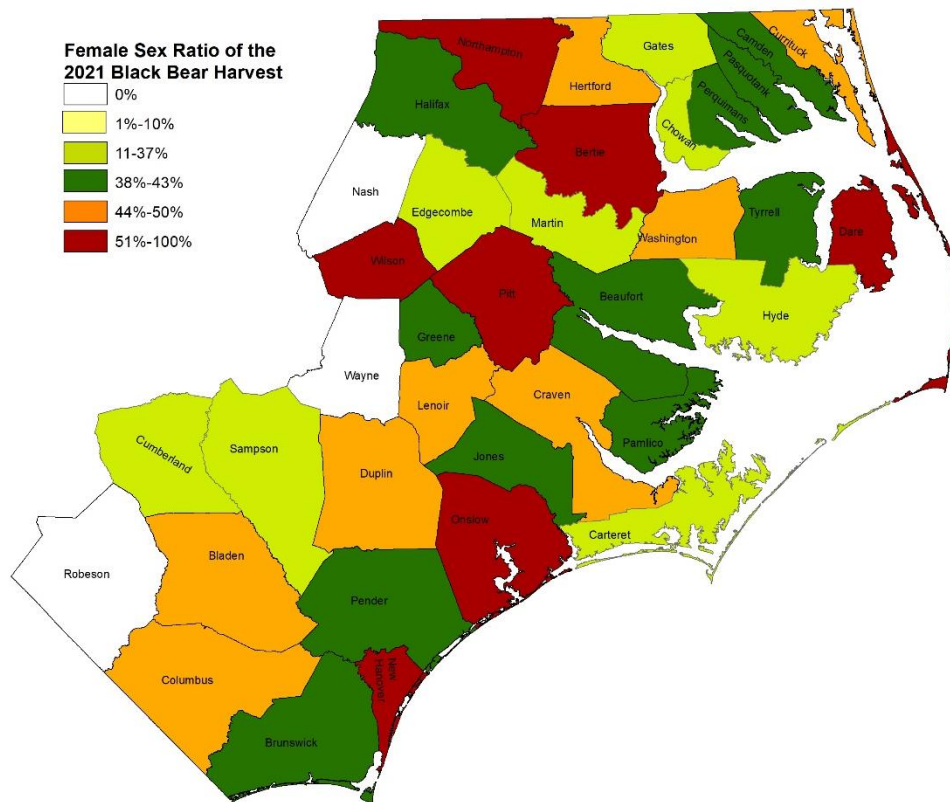 Female Sex Ratio of the
2021 Black Bear Harvest
0%
1%-10%
11-37%
38%-43%
44%-50%
51%-100%
Northampton
Hertford
Gates
Camden
Currituck
Pasquotank
Perquimans
Chowan
Halifax
Bertie
Nash
Edgecombe
Martin
Washington
Tyrrell
Dare
Wilson
Pitt
Beaufort
Hyde
Greene
Wayne
Lenoir
Craven
Pamlico
Jones
Cumberland
Sampson
Duplin
Onslow
Carteret
Robeson
Bladen
Pender
Columbus
New
Hanover
Brunswick